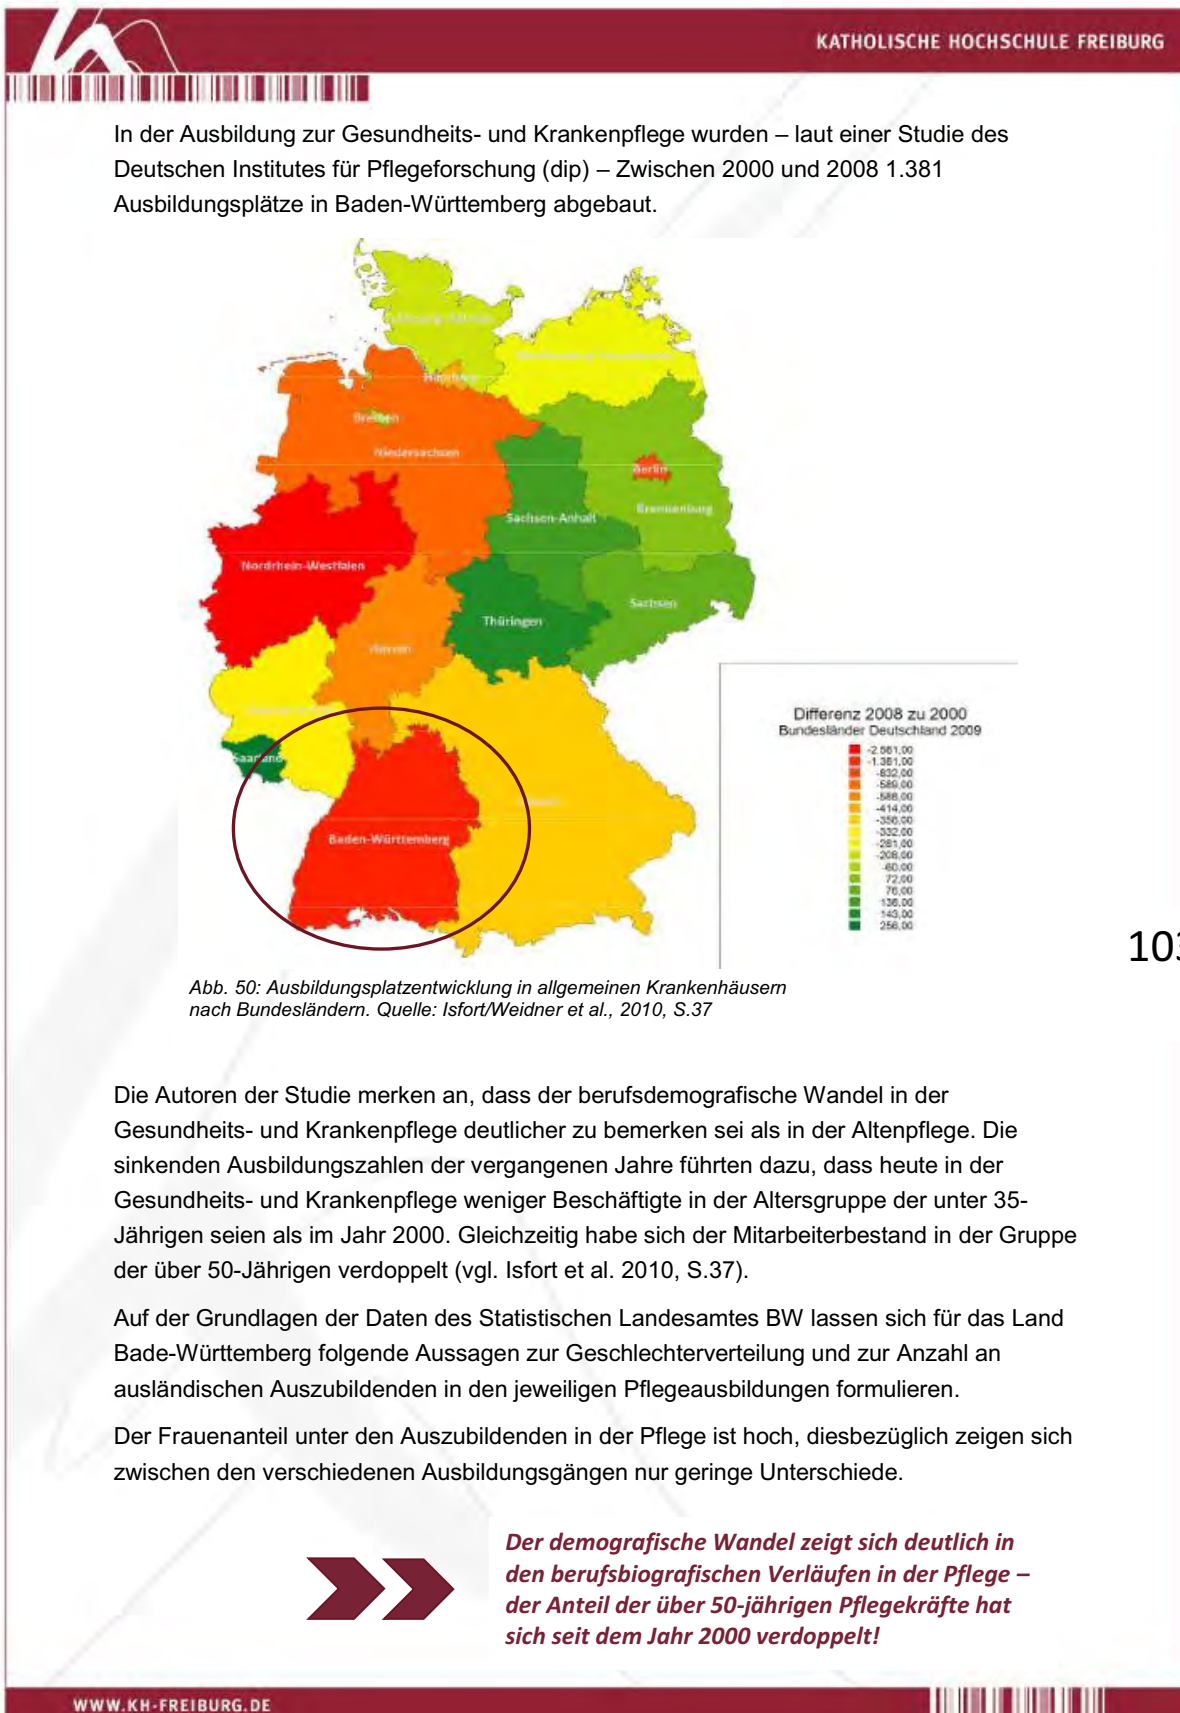 KATHOLISCHE HOCHSCHULE FREIBURG
In der Ausbildung zur Gesundheits- und Krankenpflege wurden – laut einer Studie des
Deutschen Institutes für Pflegeforschung (dip) – Zwischen 2000 und 2008 1.381
Ausbildungsplätze in Baden-Württemberg abgebaut.
Hamburg
Bremen
Niedersachsen
Berlin
Brandenburg
Sachsen-Anhalt
Nordrhein-Westfalen
Sachsen
Thüringen
Hessen
Saarland
Baden-Württemberg
Differenz 2008 zu 2000
Bundesländer Deutschland 2009
-2.561,00
-1.381,00
-832,00
-589,00
-588,00
-414,00
-356,00
-332,00
-281,00
-208,00
-60,00
72,00
76,00
136,00
143,00
256,00
103
Abb. 50: Ausbildungsplatzentwicklung in allgemeinen Krankenhäusern
nach Bundesländern. Quelle: Isfort/Weidner et al., 2010, S.37
Die Autoren der Studie merken an, dass der berufsdemografische Wandel in der
Gesundheits- und Krankenpflege deutlicher zu bemerken sei als in der Altenpflege. Die
sinkenden Ausbildungszahlen der vergangenen Jahre führten dazu, dass heute in der
Gesundheits- und Krankenpflege weniger Beschäftigte in der Altersgruppe der unter 35-
Jährigen seien als im Jahr 2000. Gleichzeitig habe sich der Mitarbeiterbestand in der Gruppe
der über 50-Jährigen verdoppelt (vgl. Isfort et al. 2010, S.37).
Auf der Grundlagen der Daten des Statistischen Landesamtes BW lassen sich für das Land
Bade-Württemberg folgende Aussagen zur Geschlechterverteilung und zur Anzahl an
ausländischen Auszubildenden in den jeweiligen Pflegeausbildungen formulieren.
Der Frauenanteil unter den Auszubildenden in der Pflege ist hoch, diesbezüglich zeigen sich
zwischen den verschiedenen Ausbildungsgängen nur geringe Unterschiede.
Der demografische Wandel zeigt sich deutlich in
den berufsbiografischen Verläufen in der Pflege –
der Anteil der über 50-jährigen Pflegekräfte hat
sich seit dem Jahr 2000 verdoppelt!
WWW.KH-FREIBURG.DE